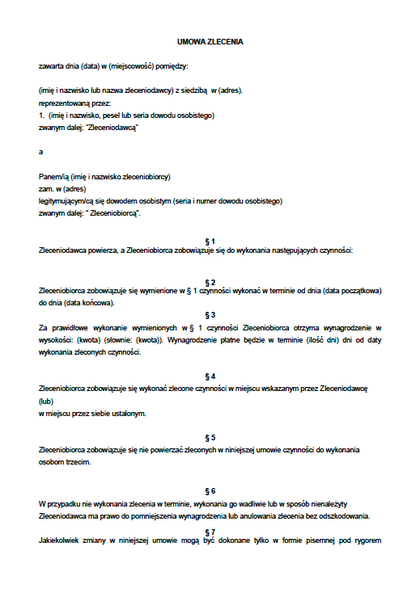 UMOWA ZLECENIA
zawarta dnia (data) w (miejscowość) pomiędzy:
(imię i nazwisko lub nazwa zleceniodawcy) z siedzibą w (adres).
reprezentowaną przez:
1. (imię i nazwisko, pesel lub seria dowodu osobistego)
zwanym dalej: "Zleceniodawcą"
a
Panem/ią (imię i nazwisko zleceniobiorcy)
zam. w (adres)
legitymującym/cą się dowodem osobistym (seria i numer dowodu osobistego)
zwanym dalej: " Zleceniobiorcą".
§ 1
Zleceniodawca powierza, a Zleceniobiorca zobowiązuje się do wykonania następujących czynności:
§ 2
Zleceniobiorca zobowiązuje się wymienione w § 1 czynności wykonać w terminie od dnia (data początkowa)
do dnia (data końcowa).
§ 3
Za prawidłowe wykonanie wymienionych w § 1 czynności Zleceniobiorca otrzyma wynagrodzenie w
wysokości: (kwota) (słownie: (kwota)). Wynagrodzenie płatne będzie w terminie (ilość dni) dni od daty
wykonania zleconych czynności.
§ 4
Zleceniobiorca zobowiązuje się wykonać zlecone czynności w miejscu wskazanym przez Zleceniodawcę
(lub)
w miejscu przez siebie ustalonym.
§ 5
Zleceniobiorca zobowiązuje się nie powierzać zleconych w niniejszej umowie czynności do wykonania
osobom trzecim.
§ 6
W przypadku nie wykonania zlecenia w terminie, wykonania go wadliwie lub w sposób nienależyty
Zleceniodawca ma prawo do pomniejszenia wynagrodzenia lub anulowania zlecenia bez odszkodowania.
§ 7
Jakiekolwiek zmiany w niniejszej umowie mogą być dokonane tylko w formie pisemnej pod rygorem